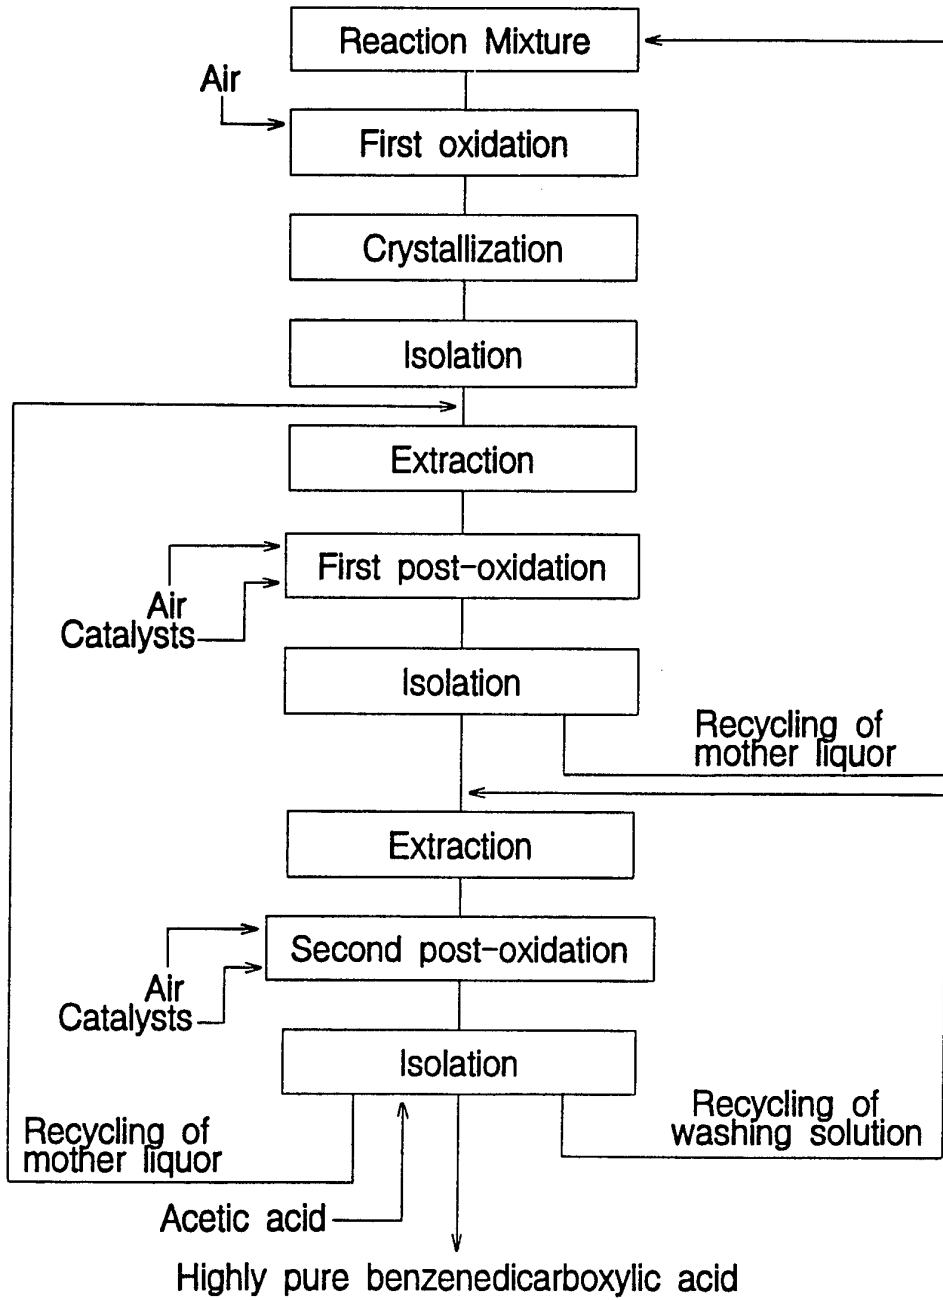 Reaction Mixture
Air
First oxidation
Crystallization
Isolation
Extraction
First post-oxidation
Air
Catalysts
Isolation
Recycling of
mother liquor
Extraction
Second post-oxidation
Air
Catalysts
Isolation
Recycling of
washing solution
Recycling of
mother liquor
Acetic acid
Highly pure benzenedicarboxylic acid